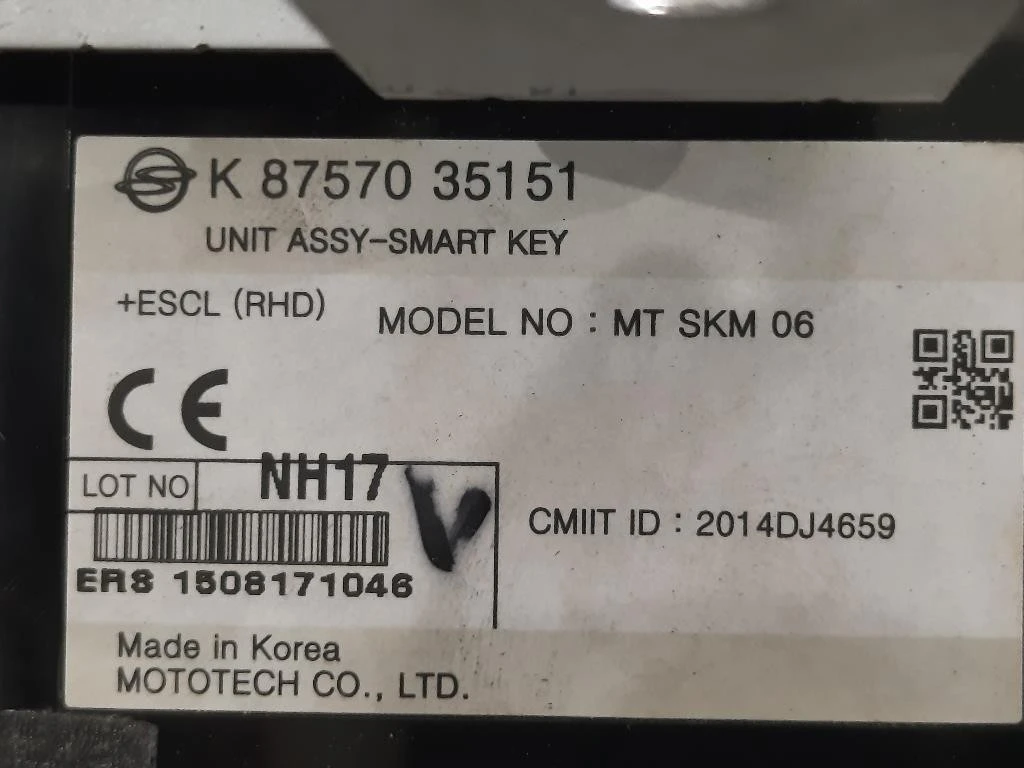 K 87570 35151
UNIT ASSY-SMART KEY
+ESCL (RHD)
MODEL NO : MT SKM 06
CE
LOT NO
NH17
V
CMIIT ID : 2014DJ4659
ER8 1508171046
Made in Korea
MOTOTECH CO., LTD.